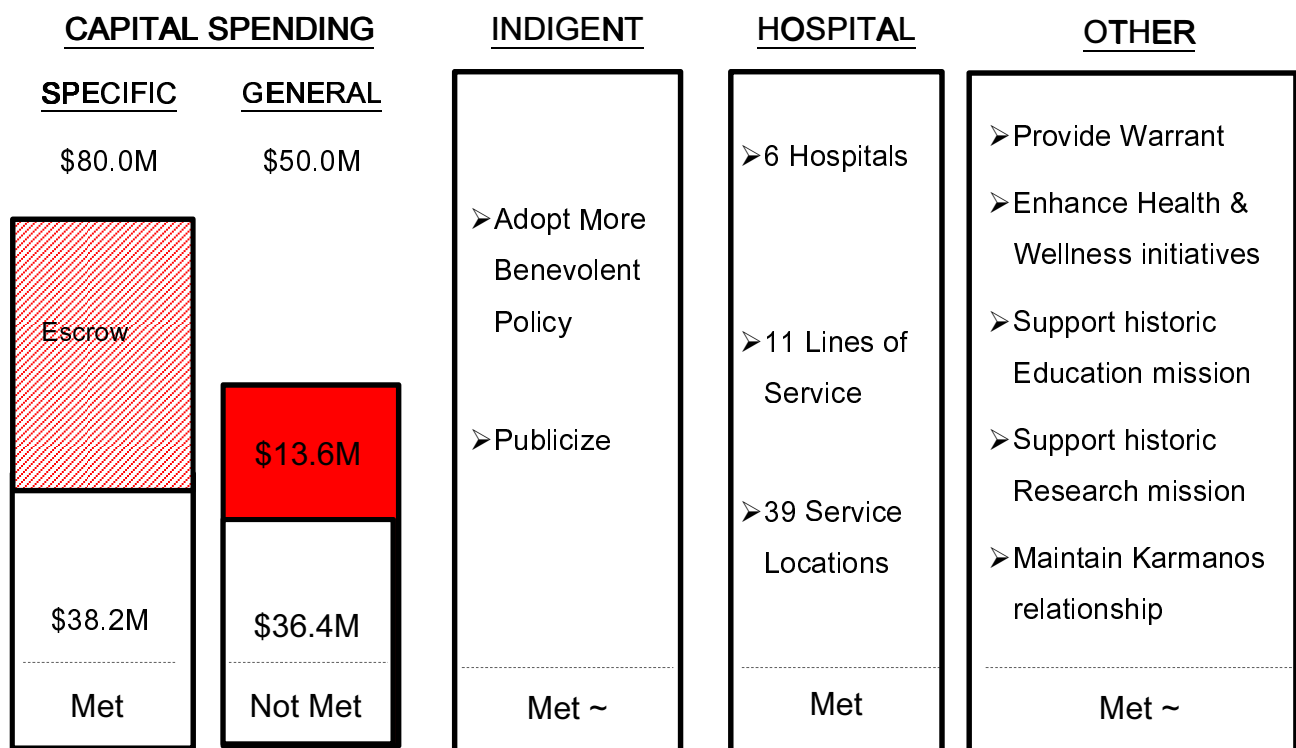 CAPITAL SPENDING
SPECIFIC
GENERAL
$80.0M
$50.0M
Escrow
$13.6M
$38.2M
$36.4M
Met
Not Met
INDIGENT
➢Adopt More
Benevolent
Policy
➢Publicize
Met ~
HOSPITAL
➢6 Hospitals
➢11 Lines of
Service
➢39 Service
Locations
Met
OTHER
➢Provide Warrant
➢Enhance Health &
Wellness initiatives
➢Support historic
Education mission
➢Support historic
Research mission
➢Maintain Karmanos
relationship
Met ~